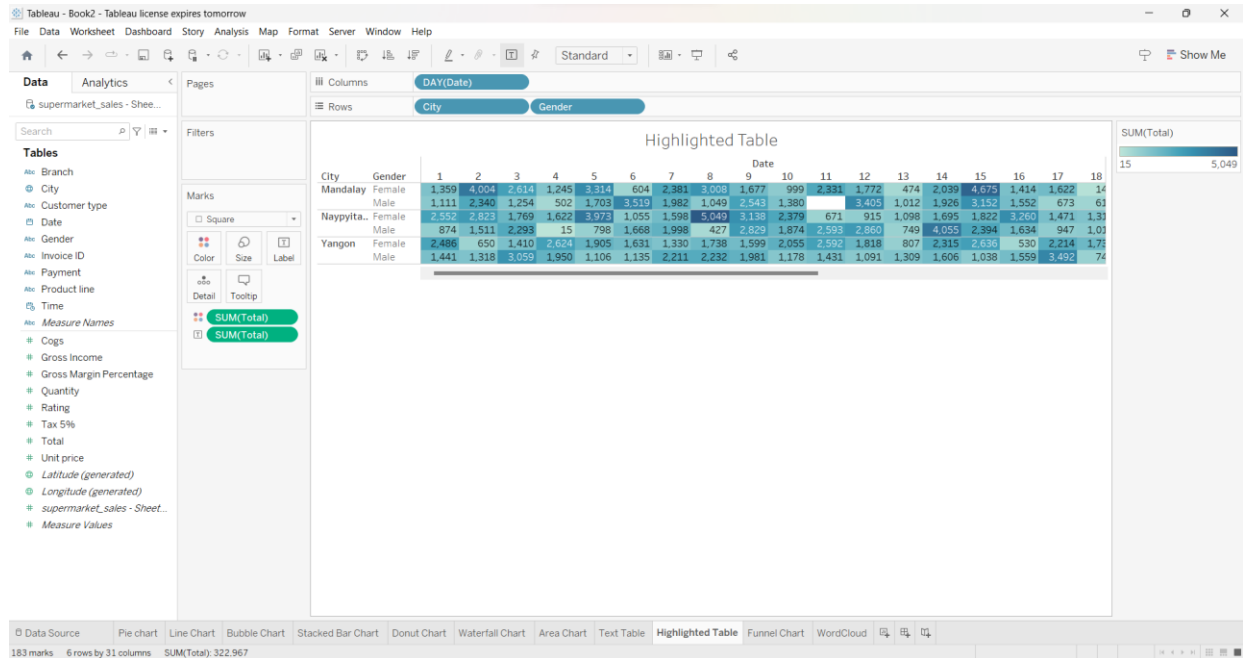 Tableau - Book2 - Tableau license expires tomorrow
File Data Worksheet Dashboard Story Analysis Map Format Server Window Help
Standard
Show Me
Data Analytics
supermarket_sales - Shee...
Search
Tables
Abc Branch
City
Abc Customer type
Date
Abc Gender
Abc Invoice ID
Abc Payment
Abc Product line
Time
Abc Measure Names
# Cogs
# Gross Income
# Gross Margin Percentage
# Quantity
# Rating
# Tax 5%
# Total
# Unit price
Latitude (generated)
Longitude (generated)
# supermarket_sales - Sheet...
# Measure Values
Pages
Filters
Marks
Square
Color Size Label
Detail Tooltip
SUM(Total)
SUM(Total)
Columns DAY(Date)
Rows City Gender
Highlighted Table
Date
City Gender 1 2 3 4 5 6 7 8 9 10 11 12 13 14 15 16 17 18
Mandalay Female 1,359 4,004 2,614 1,245 3,314 604 2,381 3,008 1,677 999 2,331 1,772 474 2,039 4,675 1,414 1,622 14
Male 1,111 2,340 1,254 502 1,703 3,519 1,982 1,049 2,543 1,380 3,405 1,012 1,926 3,152 1,552 673 61
Naypyita.. Female 2,552 2,823 1,769 1,622 3,973 1,055 1,598 5,049 3,138 2,379 671 915 1,098 1,695 1,822 3,260 1,471 1,31
Male 874 1,511 2,293 15 798 1,668 1,998 427 2,829 1,874 2,593 2,860 749 4,055 2,394 1,634 947 1,01
Yangon Female 2,486 650 1,410 2,624 1,905 1,631 1,330 1,738 1,599 2,055 2,592 1,818 807 2,315 2,636 530 2,214 1,73
Male 1,441 1,318 3,059 1,950 1,106 1,135 2,211 2,232 1,981 1,178 1,431 1,091 1,309 1,606 1,038 1,559 3,492 74
SUM(Total)
15 5,049
Data Source Pie chart Line Chart Bubble Chart Stacked Bar Chart Donut Chart Waterfall Chart Area Chart Text Table Highlighted Table Funnel Chart WordCloud
183 marks 6 rows by 31 columns SUM(Total): 322,967